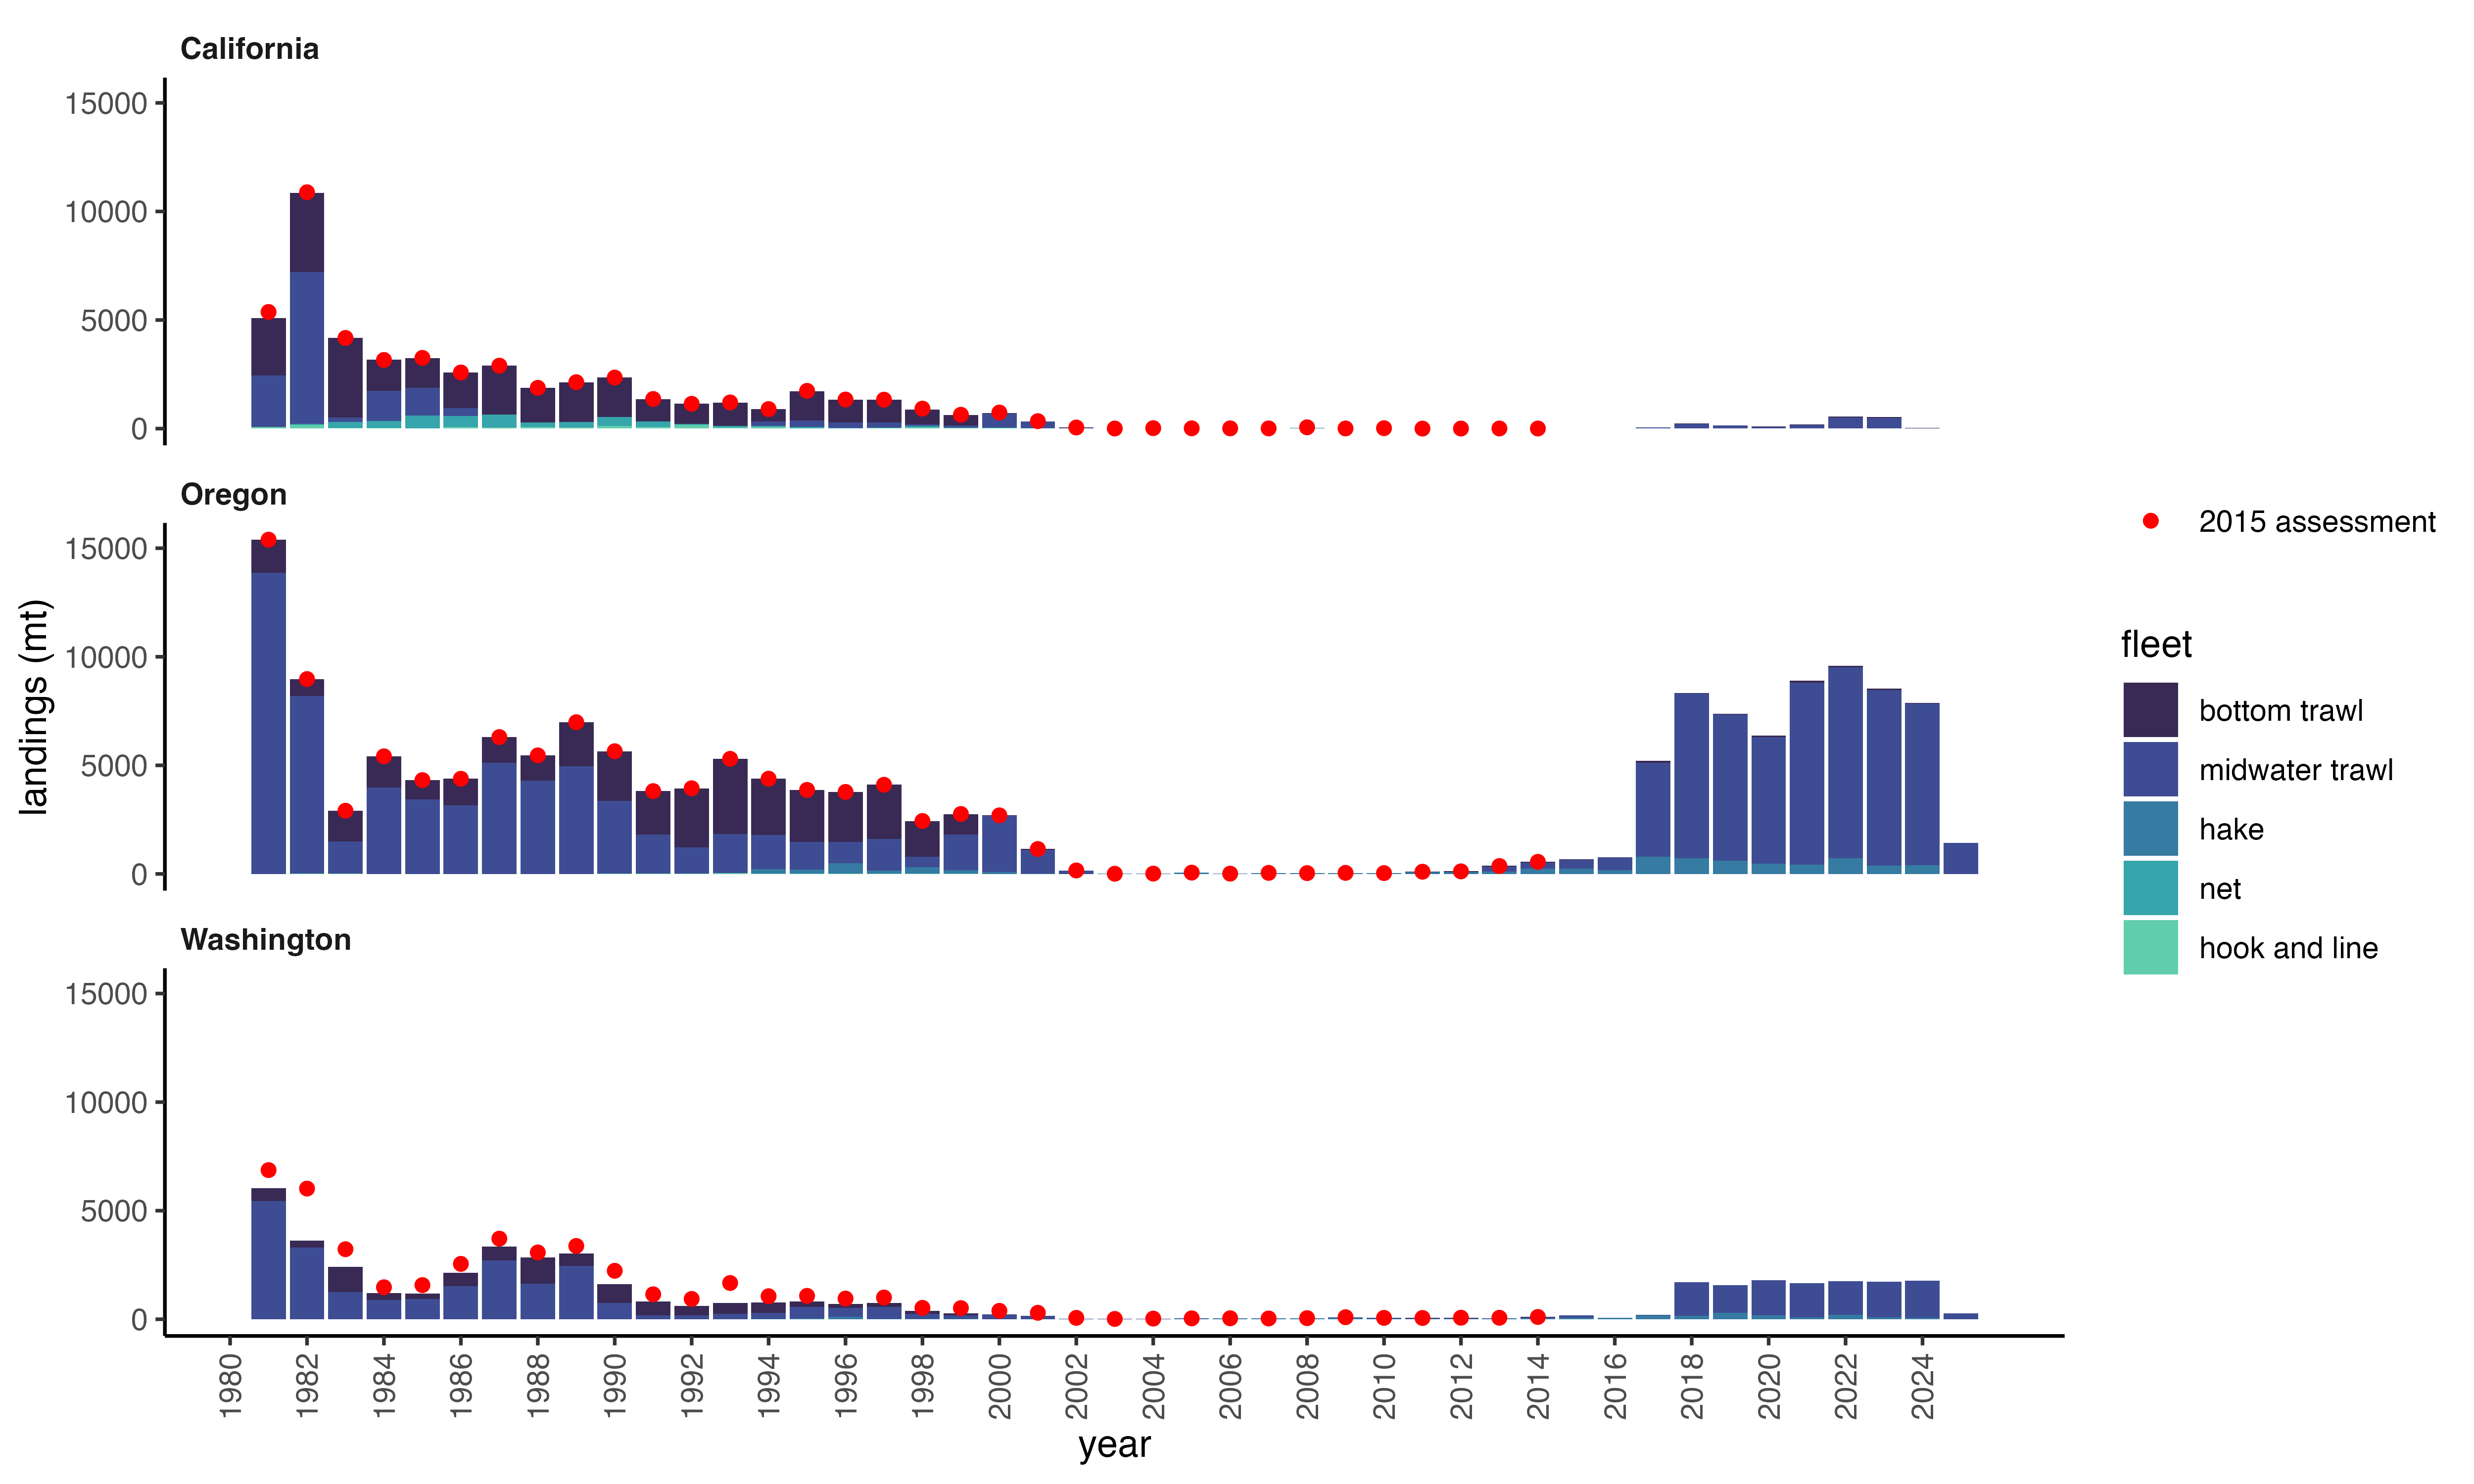 California
15000
10000
5000
0
Oregon
15000
10000
5000
0
Washington
15000
10000
5000
0
landings (mt)
1980 1982 1984 1986 1988 1990 1992 1994 1996 1998 2000 2002 2004 2006 2008 2010 2012 2014 2016 2018 2020 2022 2024
year
2015 assessment
fleet
bottom trawl
midwater trawl
hake
net
hook and line